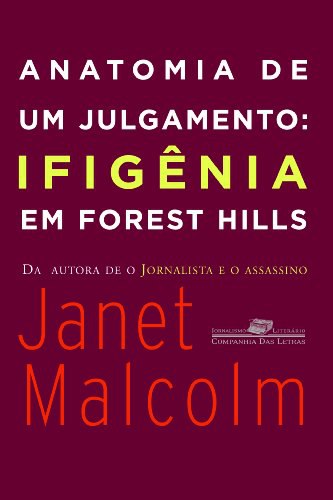 ANATOMIA DE
UM JULGAMENTO:
IFIGÊNIA
EM FOREST HILLS
DA AUTORA DE O JORNALISTA E O ASSASSINO
Janet
Malcolm
JORNALISMO LITERÁRIO
COMPANHIA DAS LETRAS